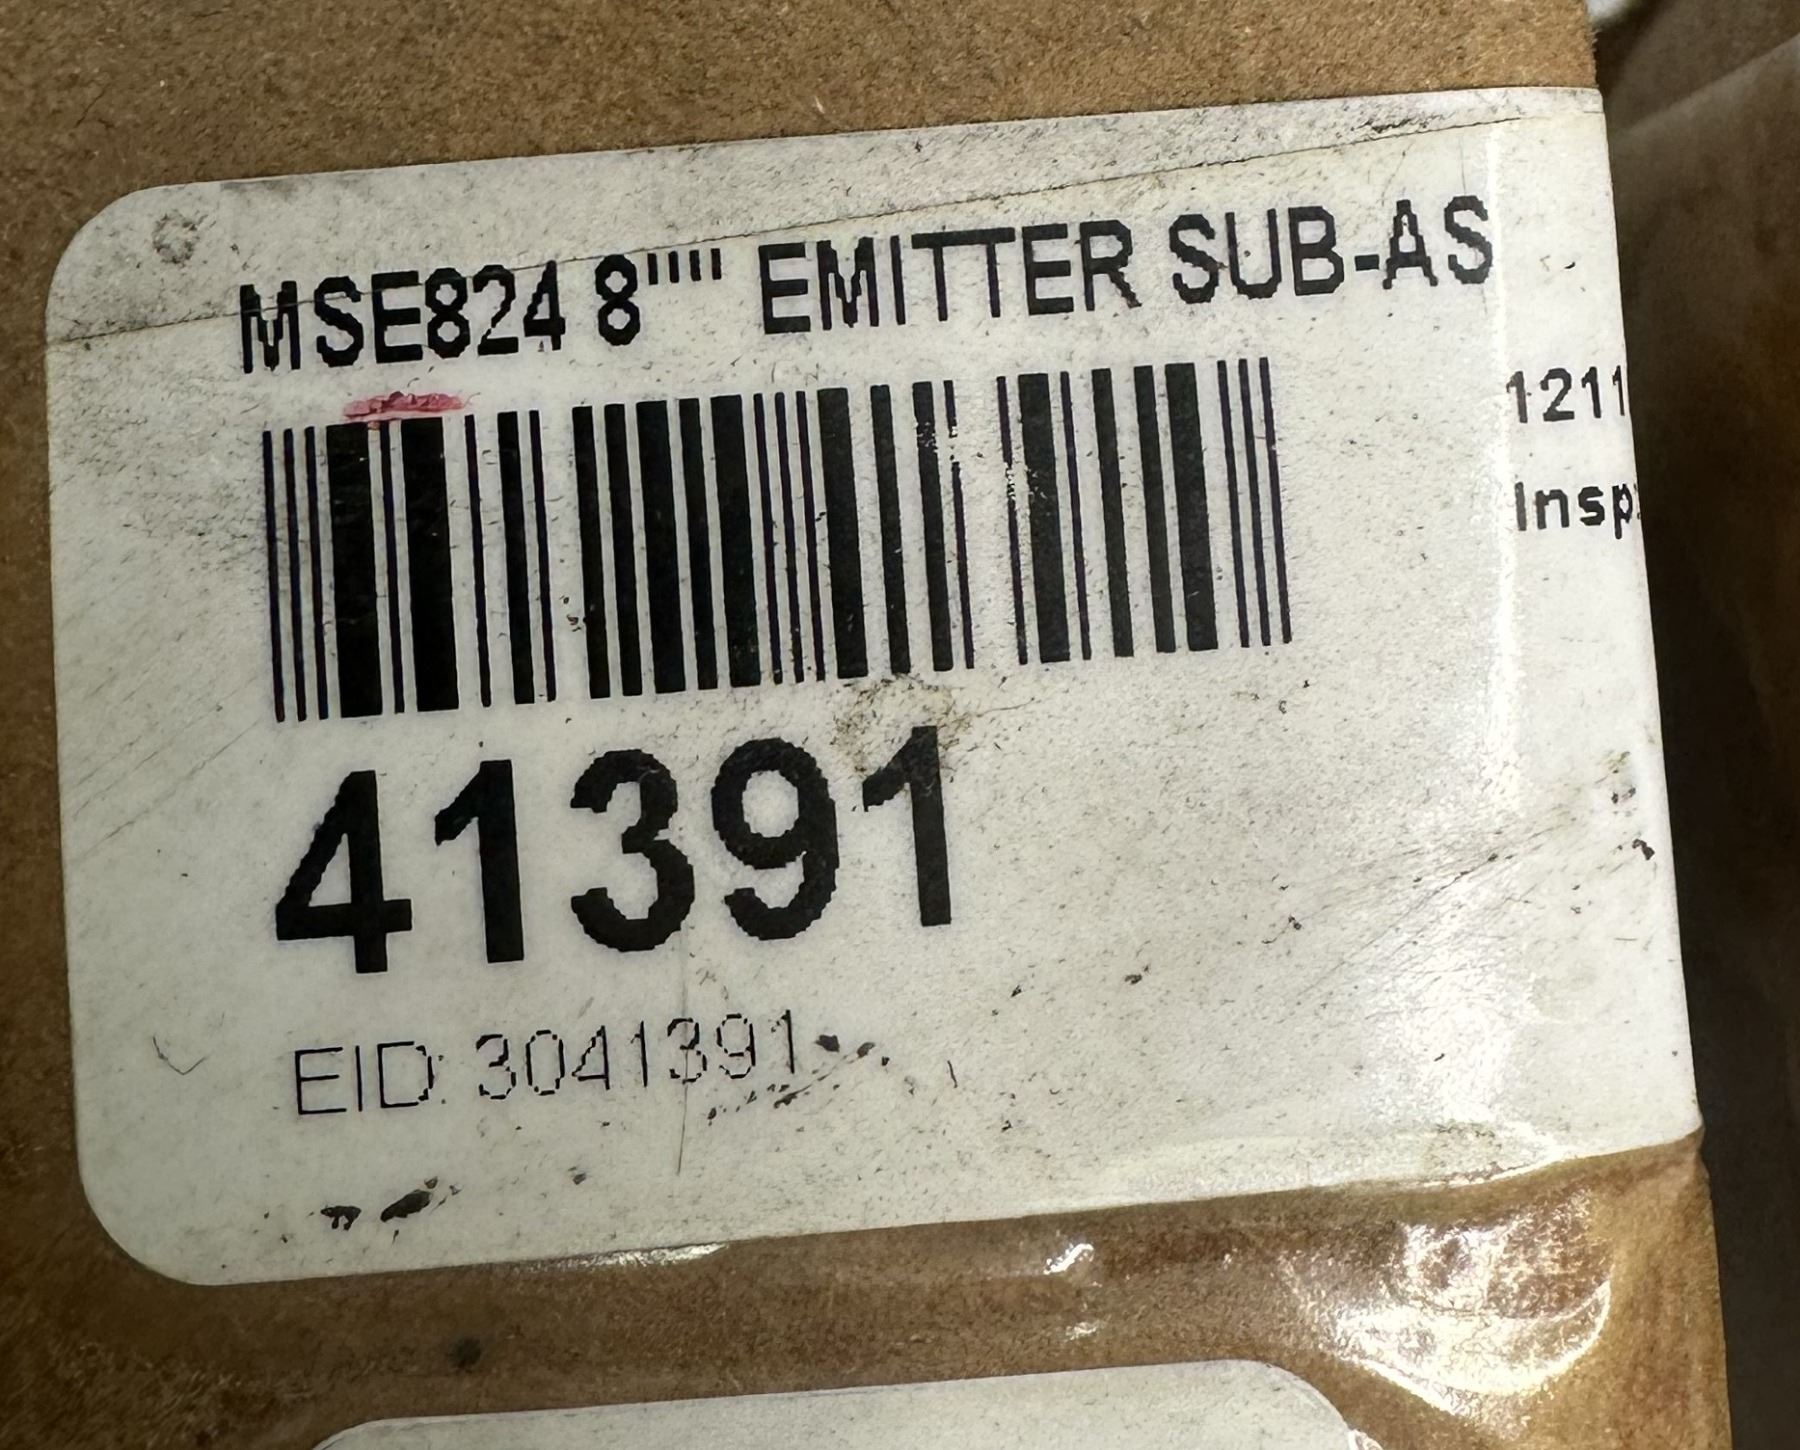 MSE824 8"" EMITTER SUB-AS
1211
Insp
41391
EID: 3041391